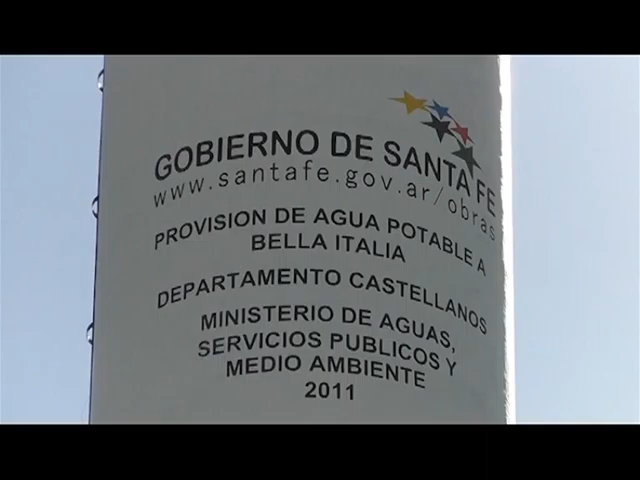 GOBIERNO DE SANTA FE
www.santafe.gov.ar/obras
PROVISION DE AGUA POTABLE A
BELLA ITALIA
DEPARTAMENTO CASTELLANOS
MINISTERIO DE AGUAS,
SERVICIOS PUBLICOS Y
MEDIO AMBIENTE
2011